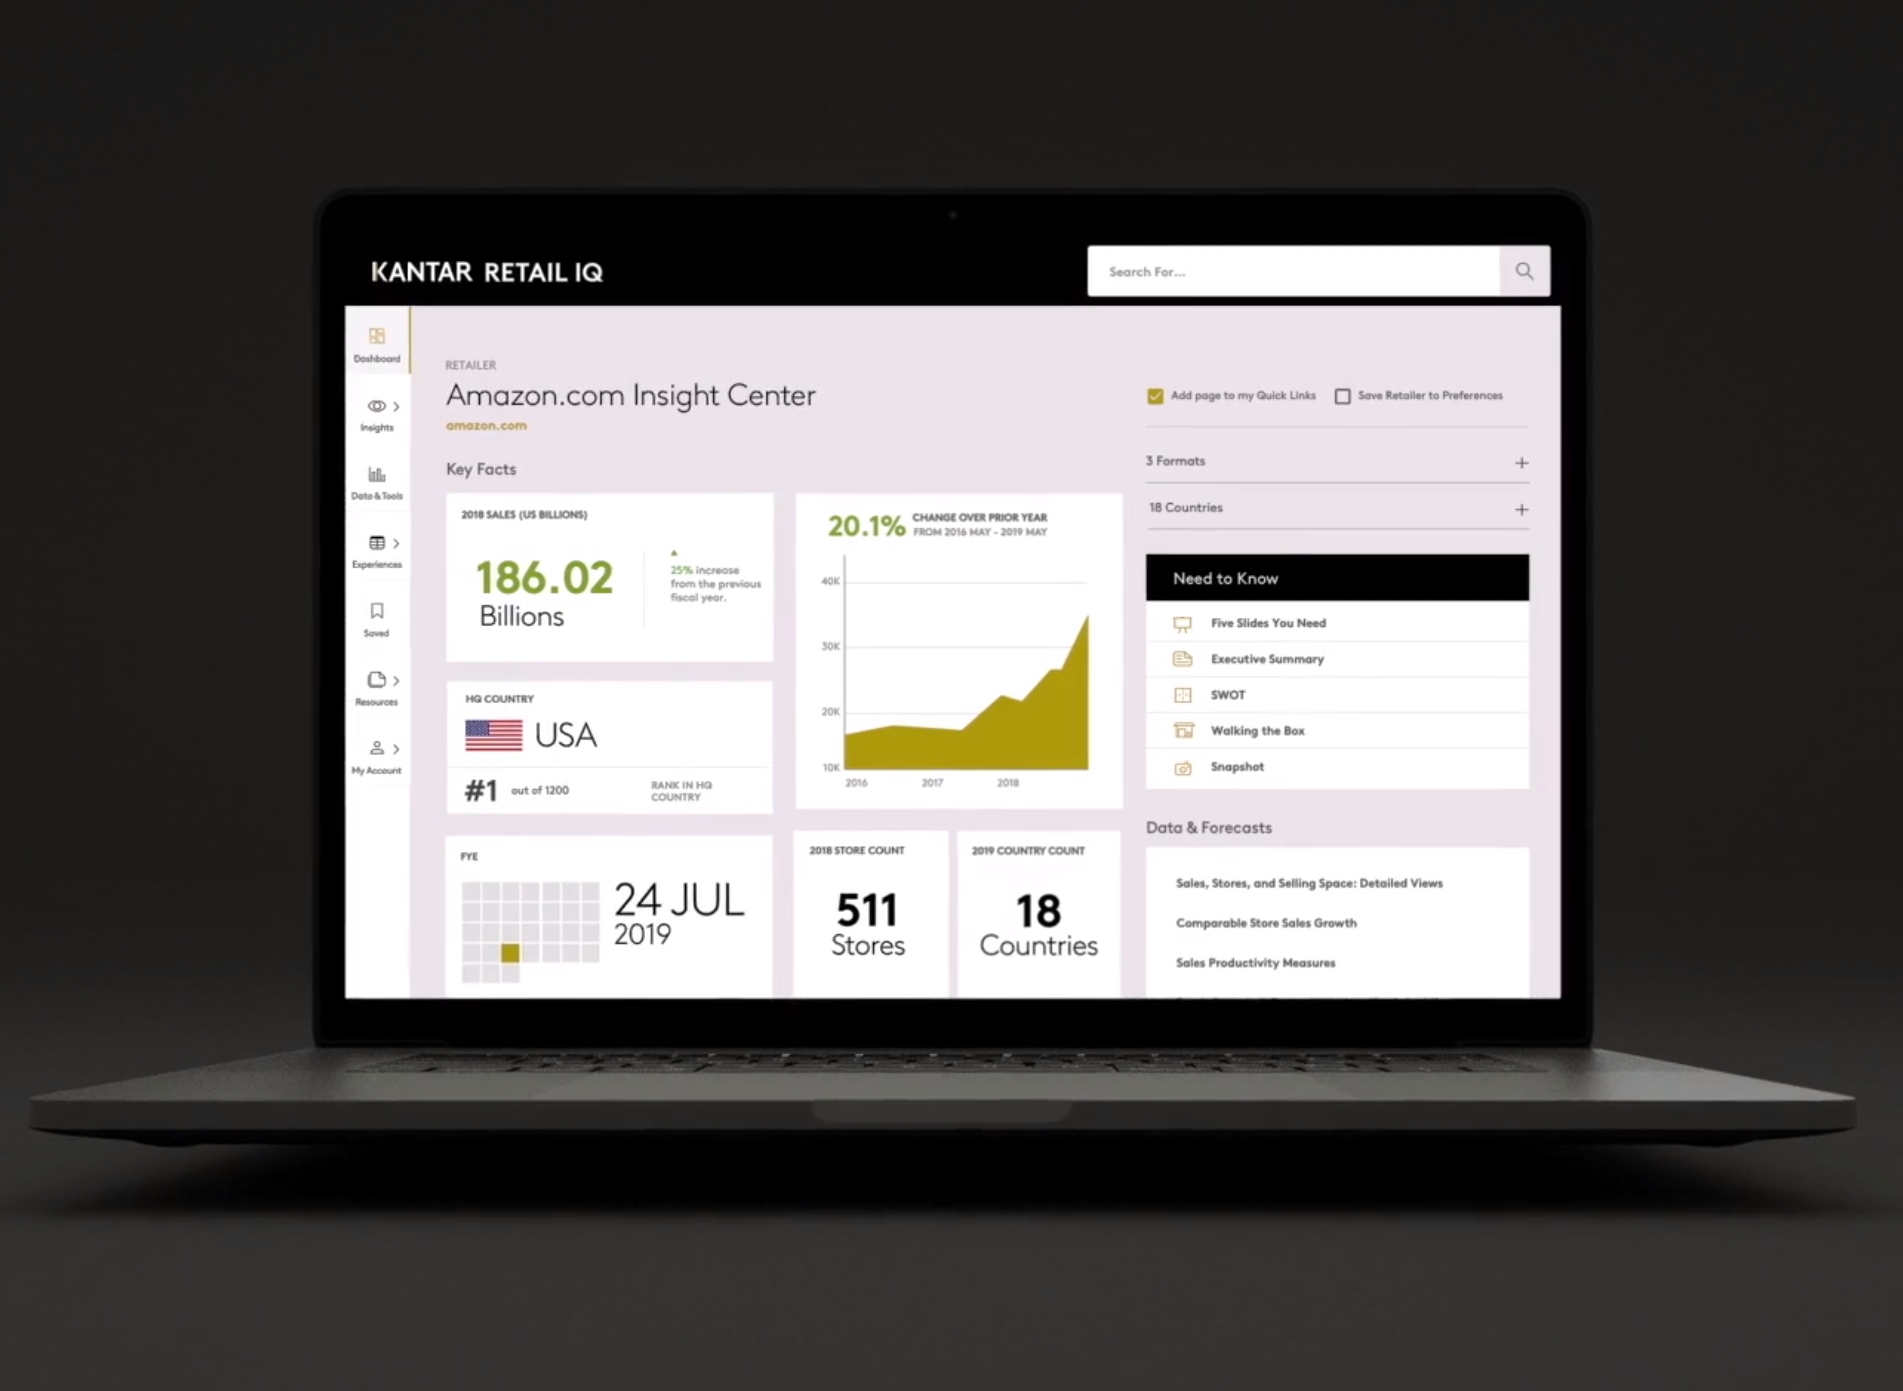 KANTAR RETAIL IQ
Search For...
Dashboard
Insights
Data & Tools
Experiences
Saved
Resources
My Account
RETAILER
Amazon.com Insight Center
amazon.com
Key Facts
2018 SALES (US BILLIONS)
186.02
Billions
25% increase
from the previous
fiscal year.
HQ COUNTRY
USA
#1 out of 1200
RANK IN HQ
COUNTRY
FYE
24 JUL
2019
20.1% CHANGE OVER PRIOR YEAR
FROM 2016 MAY - 2019 MAY
40K
30K
20K
10K
2016 2017 2018
2018 STORE COUNT
511
Stores
2019 COUNTRY COUNT
18
Countries
Add page to my Quick Links
Save Retailer to Preferences
3 Formats +
18 Countries +
Need to Know
Five Slides You Need
Executive Summary
SWOT
Walking the Box
Snapshot
Data & Forecasts
Sales, Stores, and Selling Space: Detailed Views
Comparable Store Sales Growth
Sales Productivity Measures